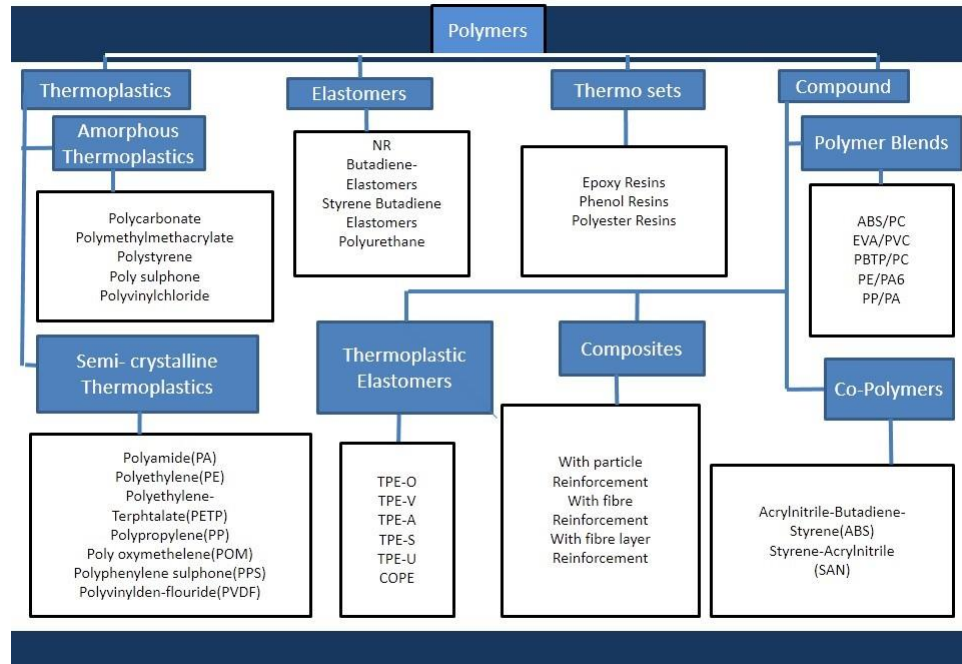 Polymers
Thermoplastics
Elastomers
Thermo sets
Compound
Amorphous
Thermoplastics
Polycarbonate
Polymethylmethacrylate
Polystyrene
Poly sulphone
Polyvinylchloride
NR
Butadiene-
Elastomers
Styrene Butadiene
Elastomers
Polyurethane
Epoxy Resins
Phenol Resins
Polyester Resins
Polymer Blends
ABS/PC
EVA/PVC
PBTP/PC
PE/PA6
PP/PA
Semi- crystalline
Thermoplastics
Polyamide(PA)
Polyethylene(PE)
Polyethylene-
Terphtalate(PETP)
Polypropylene(PP)
Poly oxymethelene(POM)
Polyphenylene sulphone(PPS)
Polyvinylden-flouride(PVDF)
Thermoplastic
Elastomers
TPE-O
TPE-V
TPE-A
TPE-S
TPE-U
COPE
Composites
With particle
Reinforcement
With fibre
Reinforcement
With fibre layer
Reinforcement
Co-Polymers
Acrylnitrile-Butadiene-
Styrene(ABS)
Styrene-Acrylnitrile
(SAN)